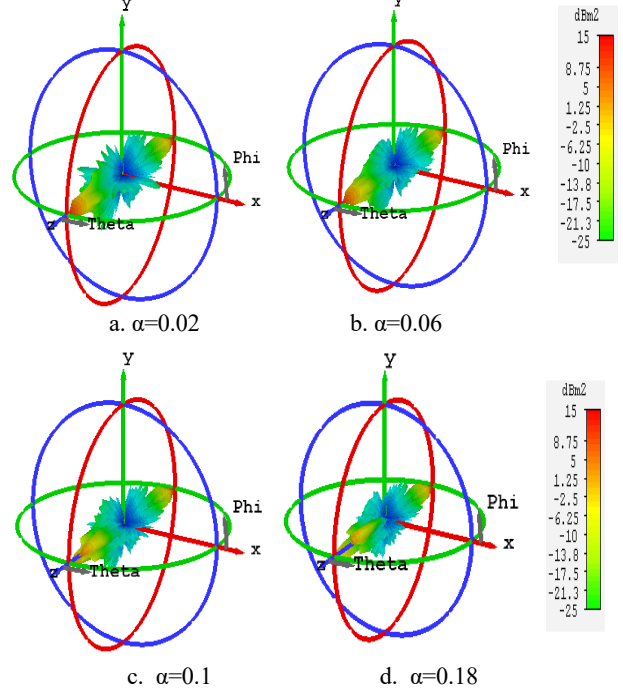 y
Phi
x
z
Theta
a. α=0.02
Y
Phi
x
z
Theta
b. α=0.06
dBm2
15
8.75
5
1.25
-2.5
-6.25
-10
-13.8
-17.5
-21.3
-25
y
Phi
x
z
Theta
c. α=0.1
y
Phi
x
z
Theta
d. α=0.18
dBm2
15
8.75
5
1.25
-2.5
-6.25
-10
-13.8
-17.5
-21.3
-25